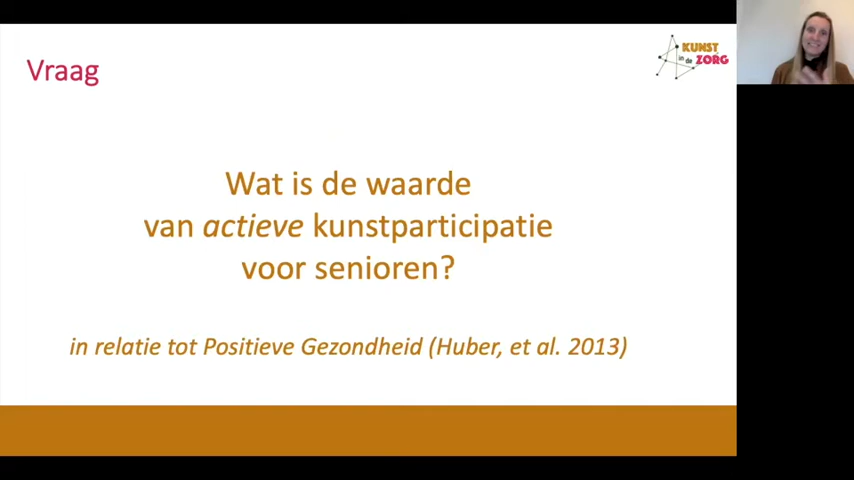 Vraag
KUNST
in de ZORG
Wat is de waarde
van actieve kunstparticipatie
voor senioren?
in relatie tot Positieve Gezondheid (Huber, et al. 2013)